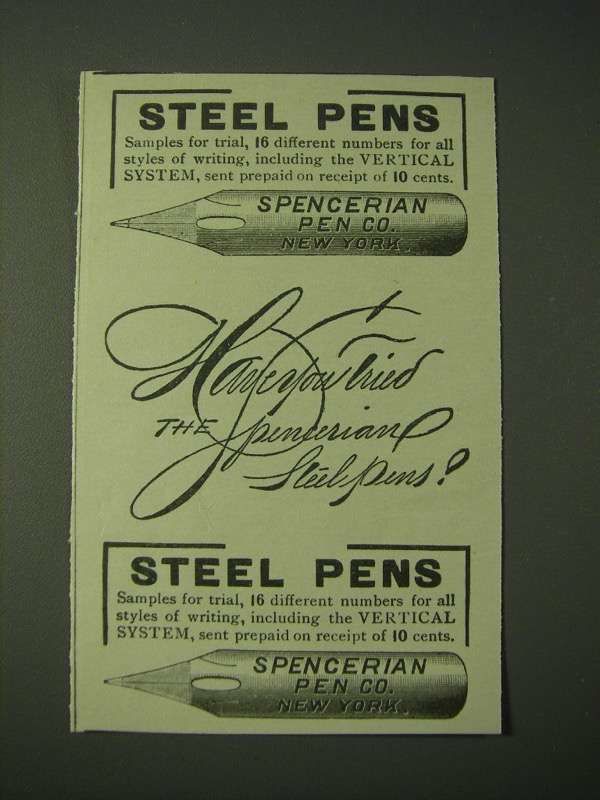 STEEL PENS
Samples for trial, 16 different numbers for all
styles of writing, including the VERTICAL
SYSTEM, sent prepaid on receipt of 10 cents.
SPENCERIAN
PEN CO.
NEW YORK.
Have you tried
THE Spencerian
Steel Pens?
STEEL PENS
Samples for trial, 16 different numbers for all
styles of writing, including the VERTICAL
SYSTEM, sent prepaid on receipt of 10 cents.
SPENCERIAN
PEN CO.
NEW YORK.